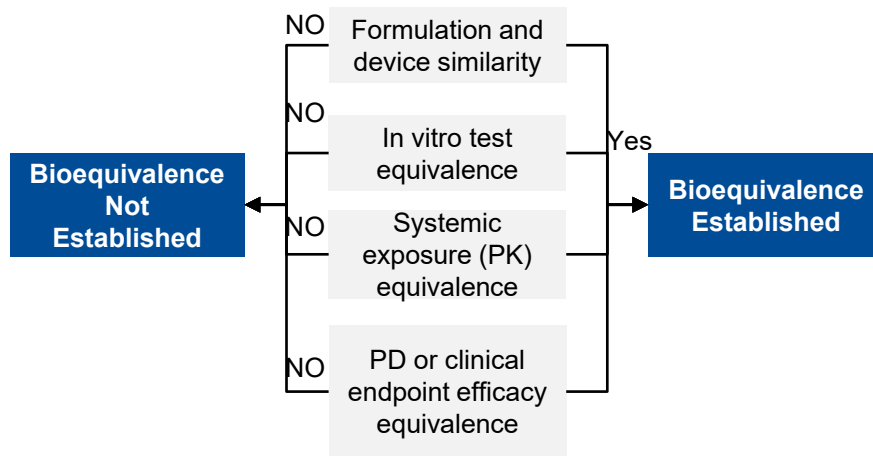 NO
Formulation and
device similarity
NO
In vitro test
equivalence
Yes
Bioequivalence
Not
Established
Bioequivalence
Established
NO
Systemic
exposure (PK)
equivalence
NO
PD or clinical
endpoint efficacy
equivalence